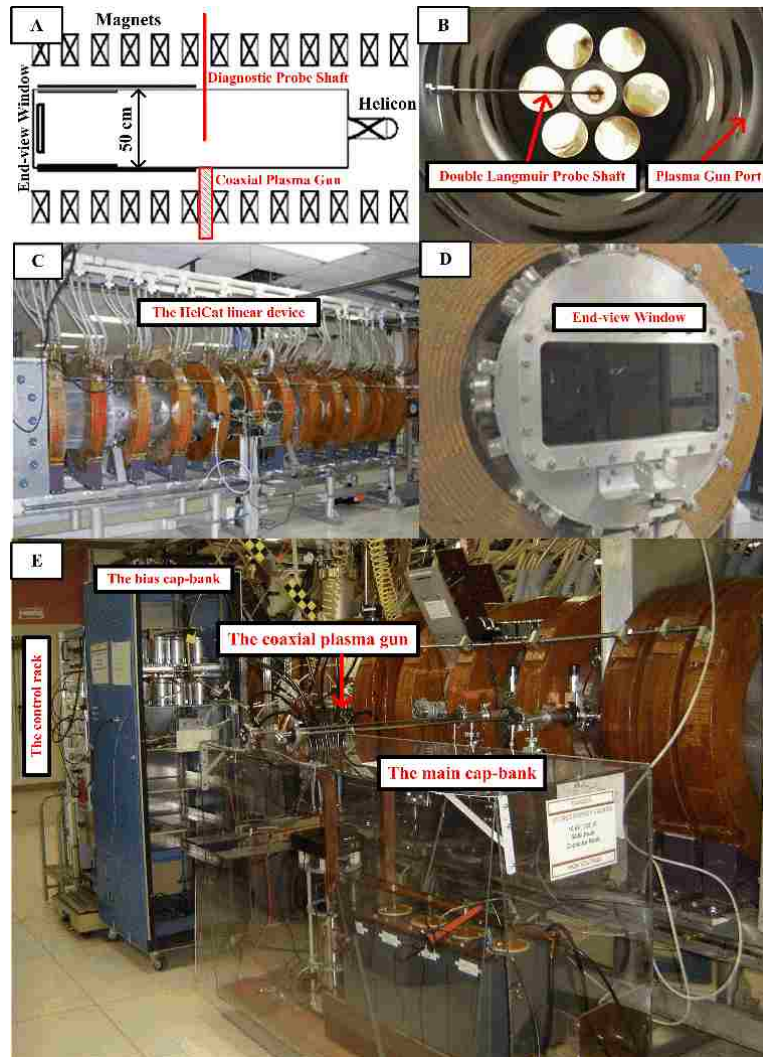 A
Magnets
Diagnostic Probe Shaft
End-view Window
50 cm
Helicon
Coaxial Plasma Gun
B
Double Langmuir Probe Shaft
Plasma Gun Port
C
The HelCat linear device
D
End-view Window
E
The bias cap-bank
The control rack
The coaxial plasma gun
The main cap-bank